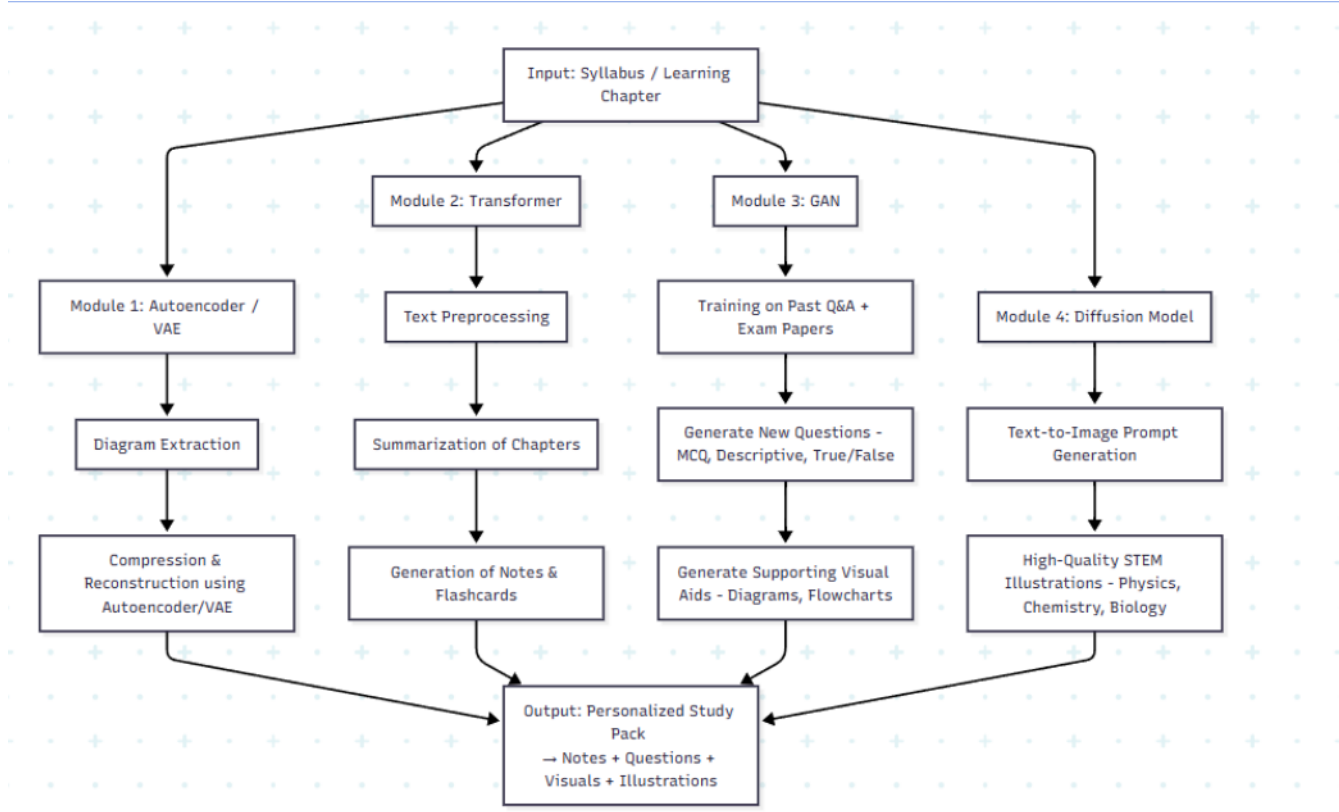 Input: Syllabus / Learning
Chapter
Module 2: Transformer
Module 3: GAN
Module 1: Autoencoder /
VAE
Text Preprocessing
Training on Past Q&A +
Exam Papers
Module 4: Diffusion Model
Diagram Extraction
Summarization of Chapters
Generate New Questions -
MCQ, Descriptive, True/False
Text-to-Image Prompt
Generation
Compression &
Reconstruction using
Autoencoder/VAE
Generation of Notes &
Flashcards
Generate Supporting Visual
Aids - Diagrams, Flowcharts
High-Quality STEM
Illustrations - Physics,
Chemistry, Biology
Output: Personalized Study
Pack
→ Notes + Questions +
Visuals + Illustrations